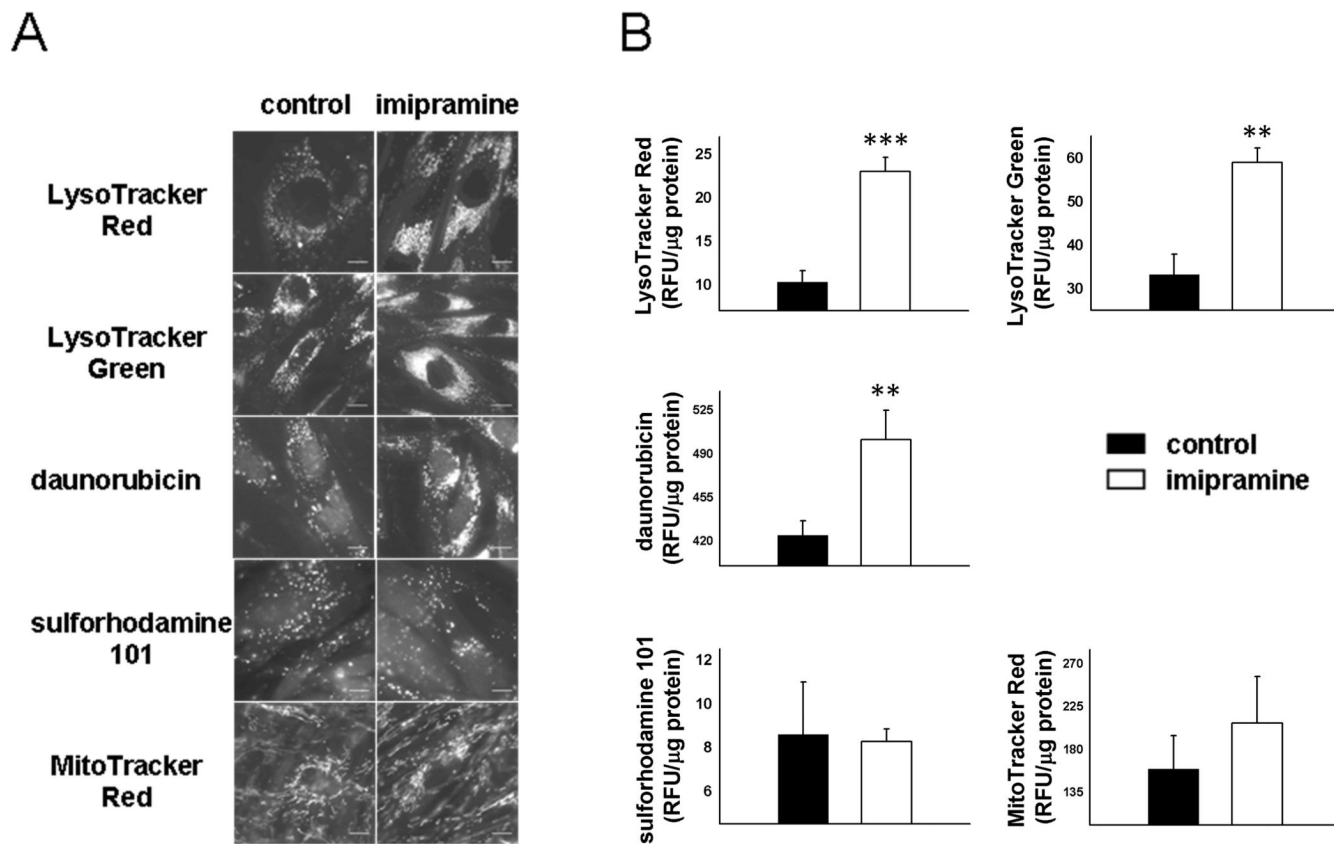 A
control imipramine
LysoTracker
Red
LysoTracker
Green
daunorubicin
sulforhodamine
101
MitoTracker
Red
B
LysoTracker Red
(RFU/µg protein)
25
20
15
10
***
LysoTracker Green
(RFU/µg protein)
60
50
40
30
**
daunorubicin
(RFU/µg protein)
525
490
455
420
**
control
imipramine
sulforhodamine 101
(RFU/µg protein)
12
10
8
6
MitoTracker Red
(RFU/µg protein)
270
225
180
135